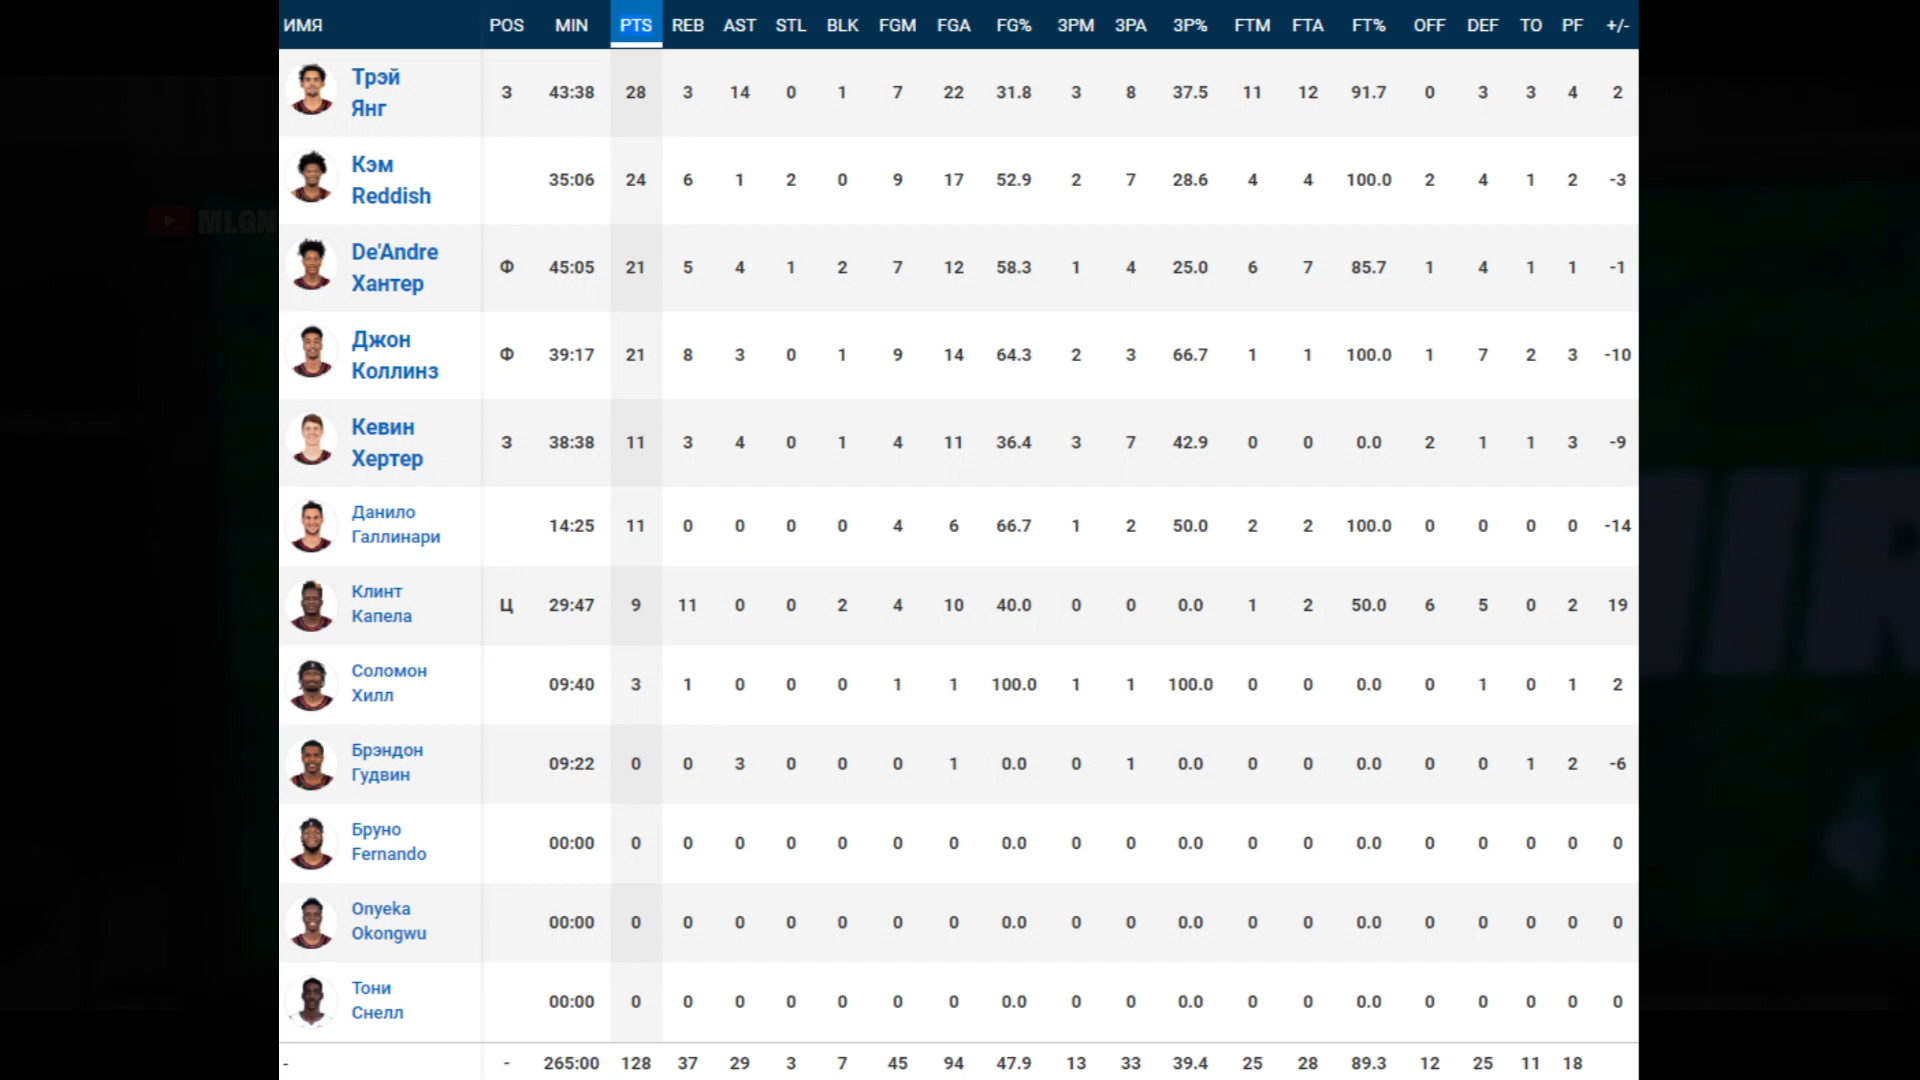 ИМЯ POS MIN PTS REB AST STL BLK FGM FGA FG% 3PM 3PA 3P% FTM FTA FT% OFF DEF TO PF +/-
Трэй
Янг
З 43:38 28 3 14 0 1 7 22 31.8 3 8 37.5 11 12 91.7 0 3 3 4 2
Кэм
Reddish
35:06 24 6 1 2 0 9 17 52.9 2 7 28.6 4 4 100.0 2 4 1 2 -3
De'Andre
Хантер
Ф 45:05 21 5 4 1 2 7 12 58.3 1 4 25.0 6 7 85.7 1 4 1 1 -1
Джон
Коллинз
Ф 39:17 21 8 3 0 1 9 14 64.3 2 3 66.7 1 1 100.0 1 7 2 3 -10
Кевин
Хертер
З 38:38 11 3 4 0 1 4 11 36.4 3 7 42.9 0 0 0.0 2 1 1 3 -9
Данило
Галлинари
14:25 11 0 0 0 0 4 6 66.7 1 2 50.0 2 2 100.0 0 0 0 0 -14
Клинт
Капела
Ц 29:47 9 11 0 0 2 4 10 40.0 0 0 0.0 1 2 50.0 6 5 0 2 19
Соломон
Хилл
09:40 3 1 0 0 0 1 1 100.0 1 1 100.0 0 0 0.0 0 1 0 1 2
Брэндон
Гудвин
09:22 0 0 3 0 0 0 1 0.0 0 1 0.0 0 0 0.0 0 0 1 2 -6
Бруно
Fernando
00:00 0 0 0 0 0 0 0 0.0 0 0 0.0 0 0 0.0 0 0 0 0 0
Onyeka
Okongwu
00:00 0 0 0 0 0 0 0 0.0 0 0 0.0 0 0 0.0 0 0 0 0 0
Тони
Снелл
00:00 0 0 0 0 0 0 0 0.0 0 0 0.0 0 0 0.0 0 0 0 0 0
- - 265:00 128 37 29 3 7 45 94 47.9 13 33 39.4 25 28 89.3 12 25 11 18
MLGN